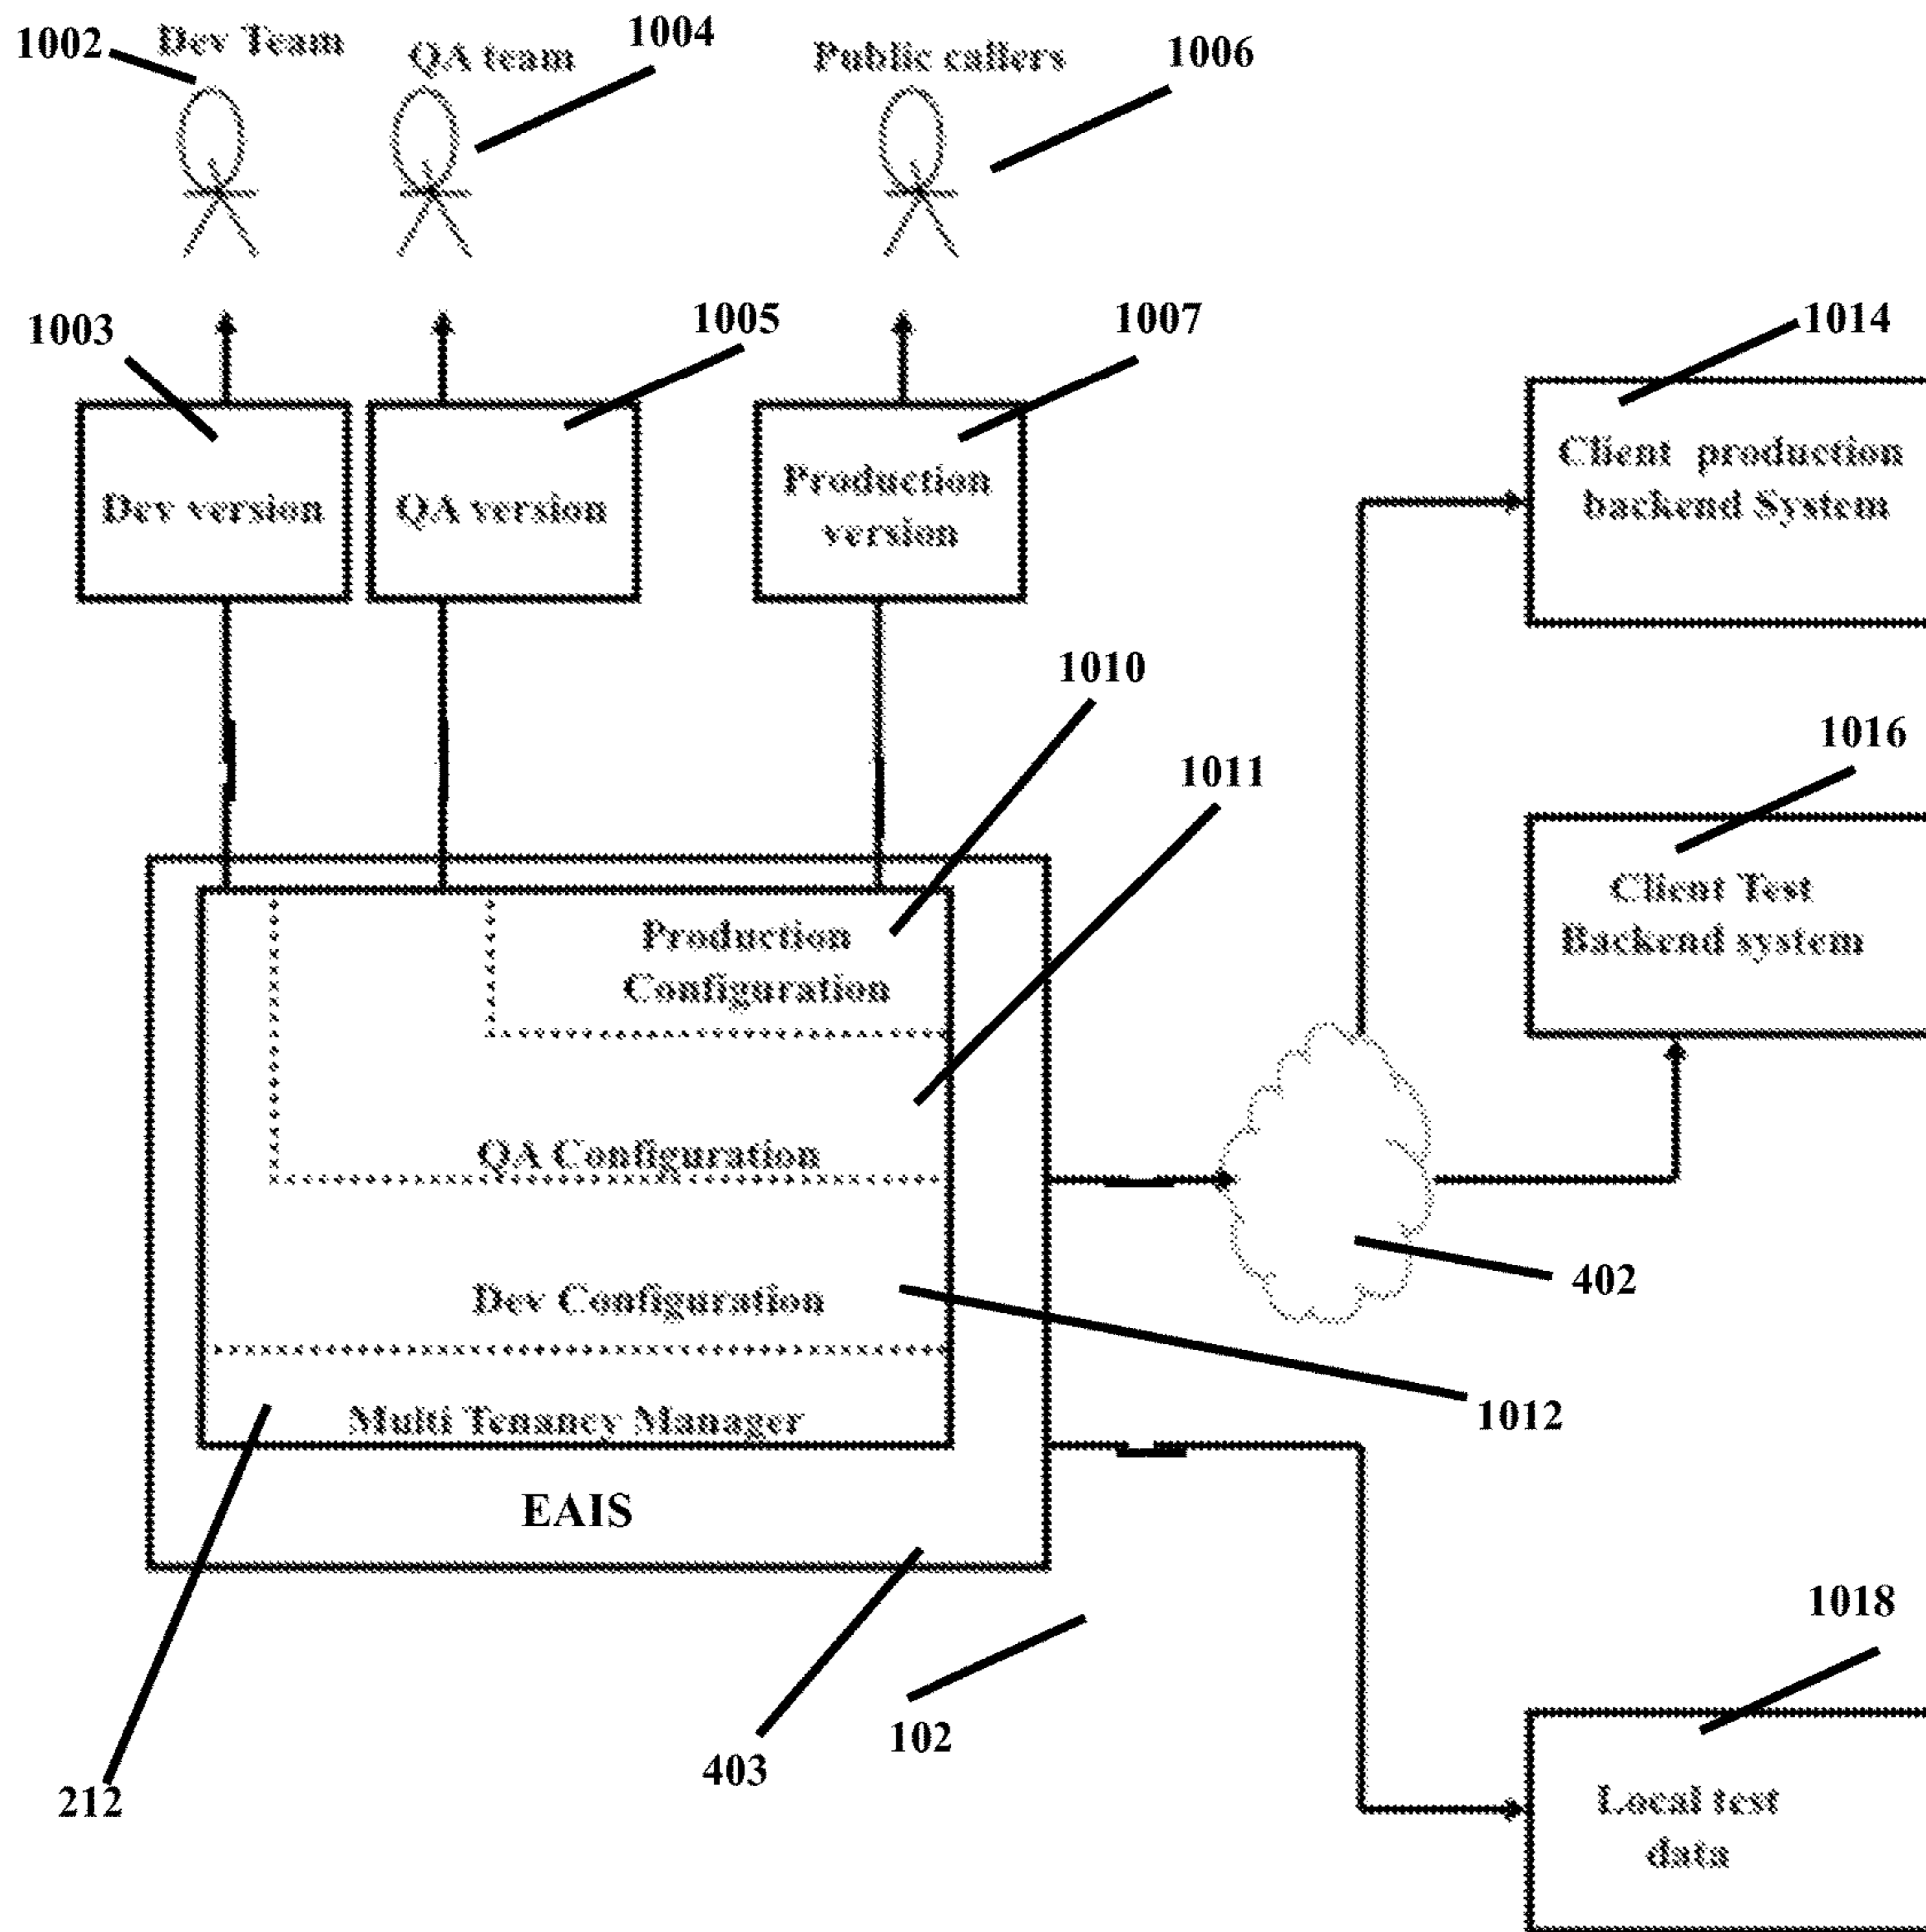 1002
Dev Team
QA team
1004
Public callers
1006
1003
1005
1007
1014
Dev version
QA version
Production
version
Client production
backend System
1010
1016
1011
Client Test
Backend system
Production
Configuration
QA Configuration
Dev Configuration
402
1012
Multi Tenancy Manager
EAIS
1018
102
403
212
Local test
data